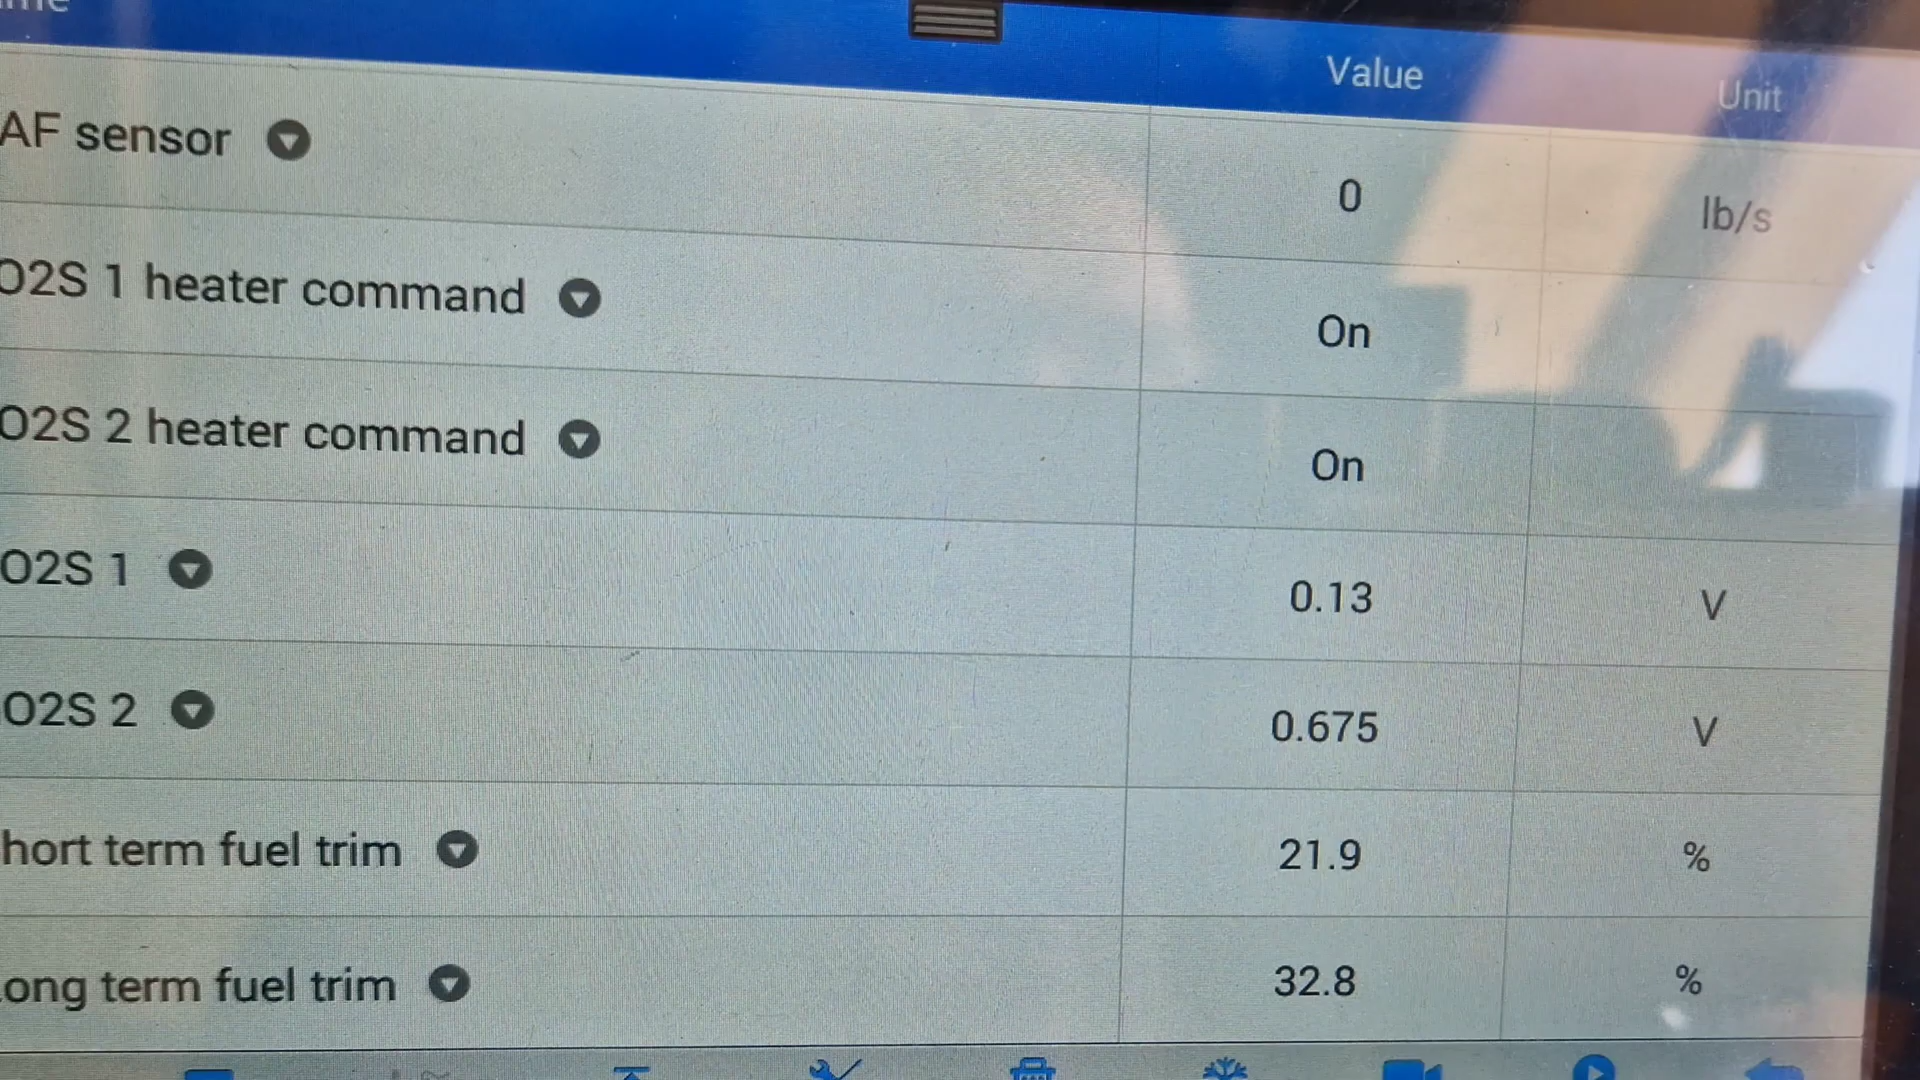 Value Unit
AF sensor 0 lb/s
O2S 1 heater command On
O2S 2 heater command On
O2S 1 0.13 V
O2S 2 0.675 V
hort term fuel trim 21.9 %
ong term fuel trim 32.8 %